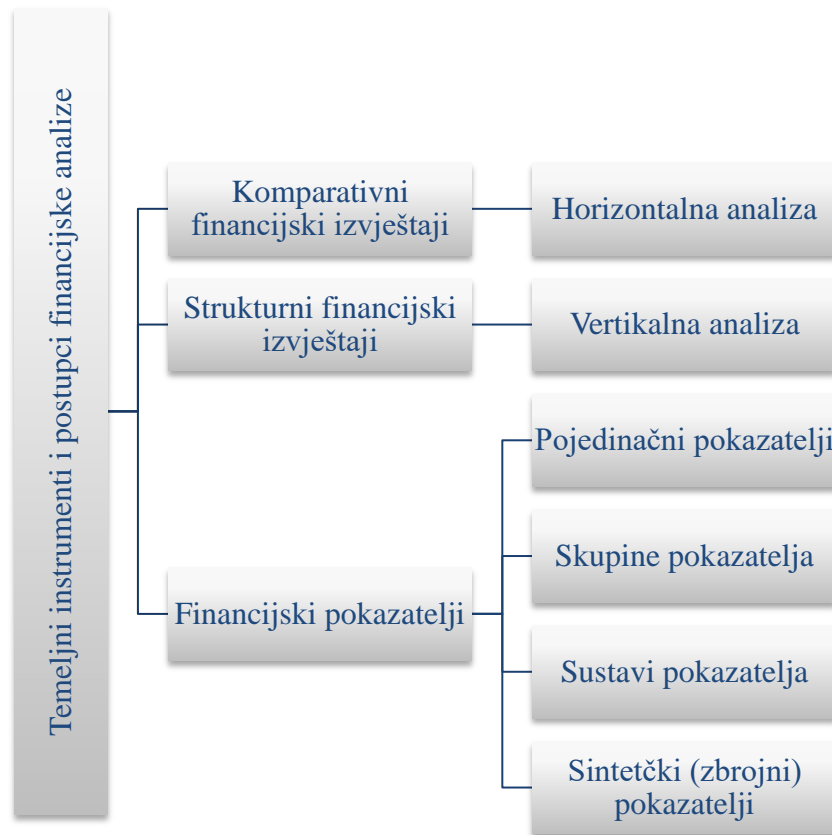 Temeljni instrumenti i postupci financijske analize
Komparativni
financijski izvještaji
Horizontalna analiza
Strukturni financijski
izvještaji
Vertikalna analiza
Financijski pokazatelji
Pojedinačni pokazatelji
Skupine pokazatelja
Sustavi pokazatelja
Sintetčki (zbrojni)
pokazatelji